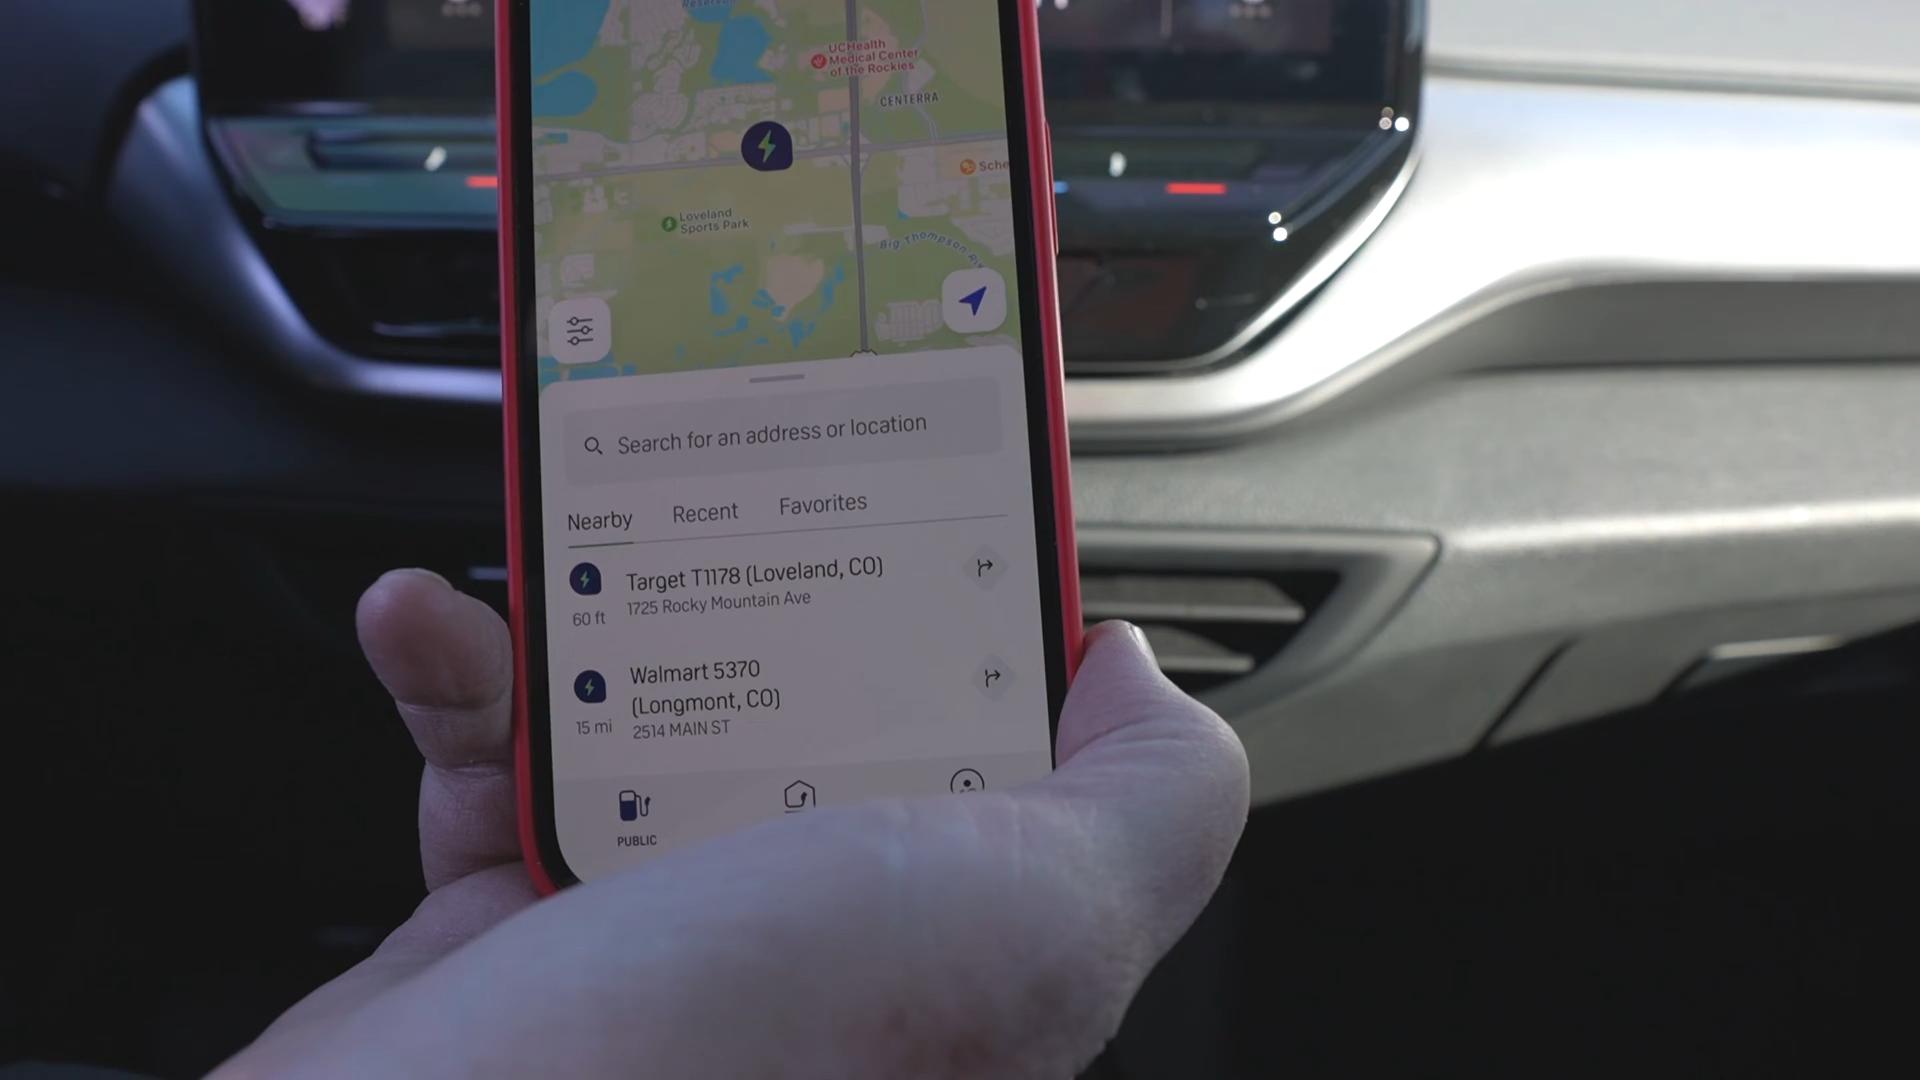 UCHealth
Medical Center
of the Rockies
CENTERRA
Sche
Loveland
Sports Park
Big Thompson
Search for an address or location
Nearby
Recent
Favorites
Target T1178 (Loveland, CO)
1725 Rocky Mountain Ave
60 ft
Walmart 5370
(Longmont, CO)
2514 MAIN ST
15 mi
PUBLIC